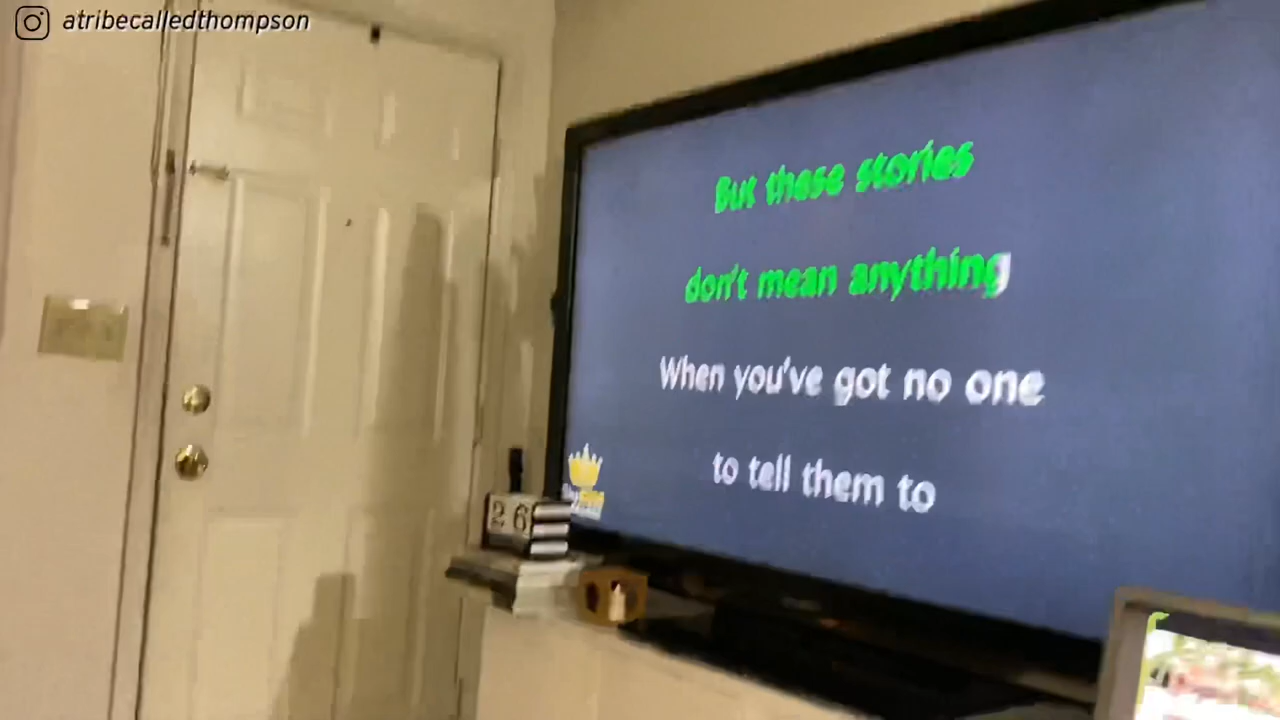 atribecalledthompson
But these stories
don't mean anything
When you've got no one
to tell them to
26